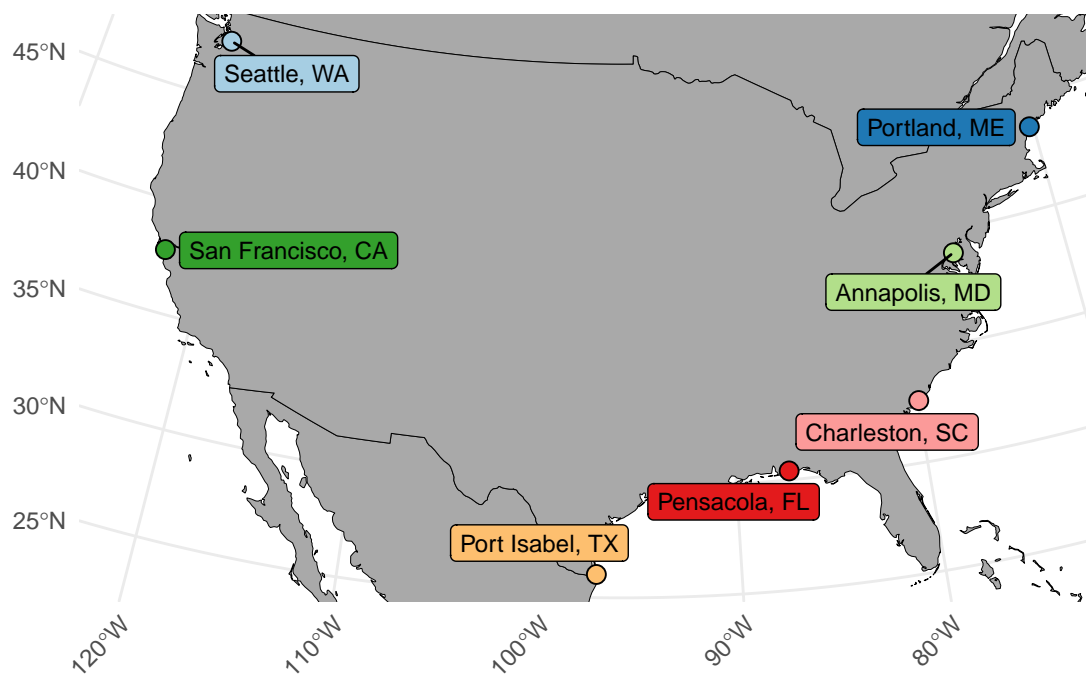 45°N
40°N
35°N
30°N
25°N
Seattle, WA
Portland, ME
San Francisco, CA
Annapolis, MD
Charleston, SC
Pensacola, FL
Port Isabel, TX
120°W
110°W
100°W
90°W
80°W